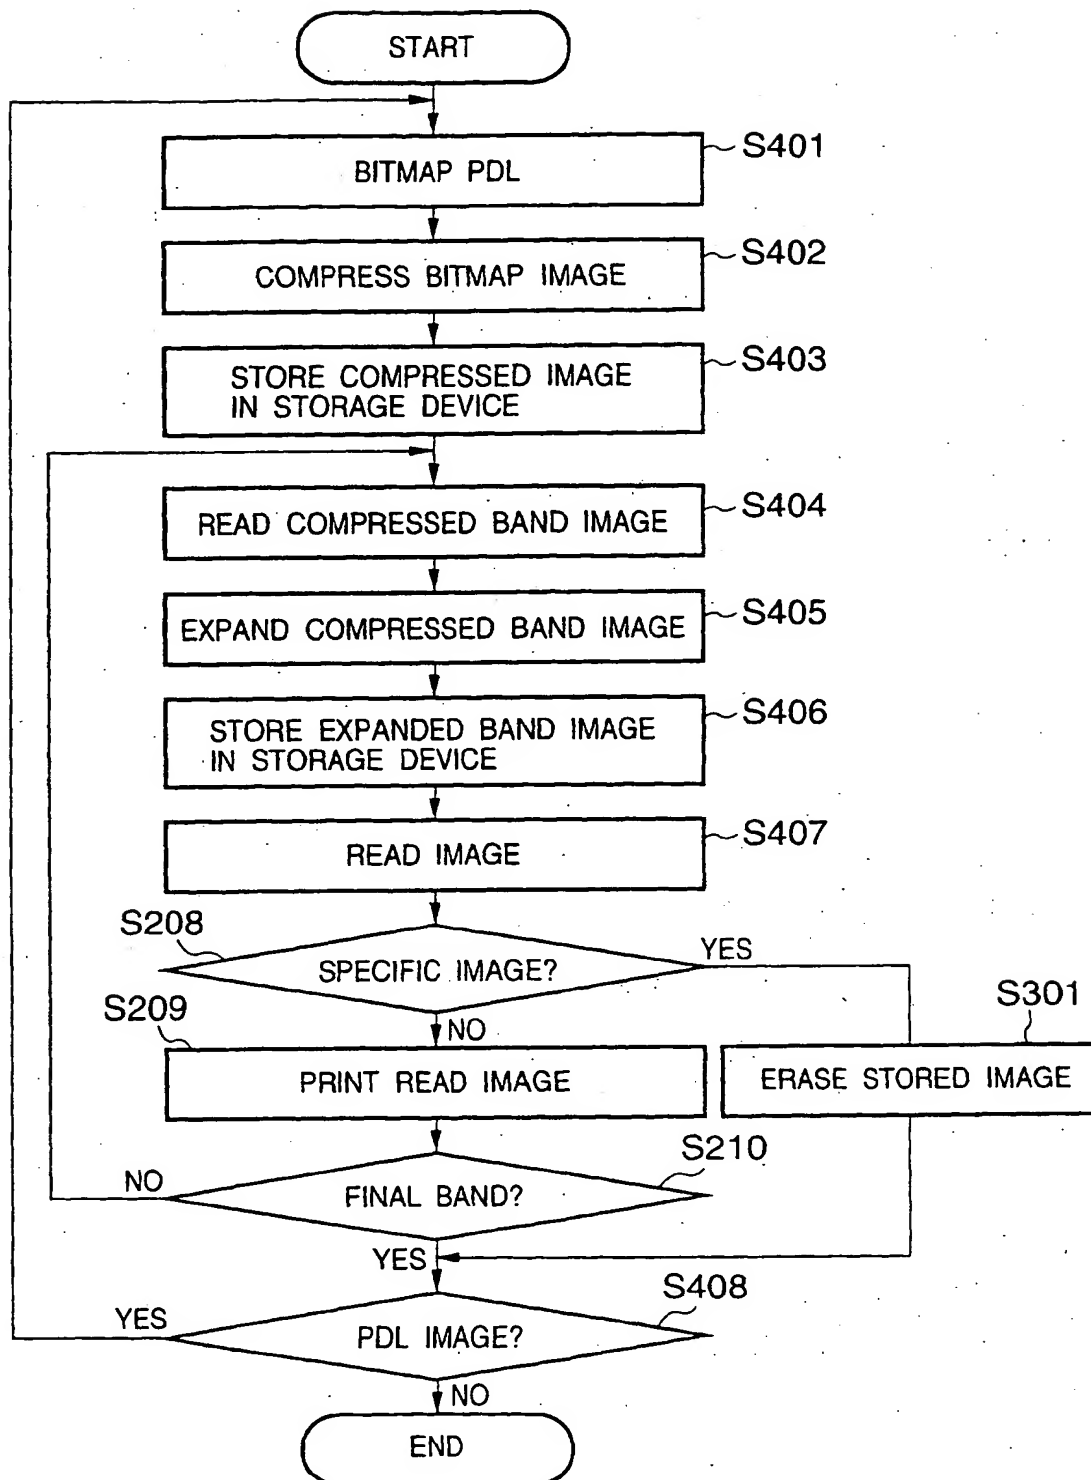 START
BITMAP PDL
S401
COMPRESS BITMAP IMAGE
S402
STORE COMPRESSED IMAGE
IN STORAGE DEVICE
S403
READ COMPRESSED BAND IMAGE
S404
EXPAND COMPRESSED BAND IMAGE
S405
STORE EXPANDED BAND IMAGE
IN STORAGE DEVICE
S406
READ IMAGE
S407
S208
SPECIFIC IMAGE?
YES
NO
S209
PRINT READ IMAGE
S301
ERASE STORED IMAGE
S210
FINAL BAND?
NO
YES
S408
PDL IMAGE?
YES
NO
END